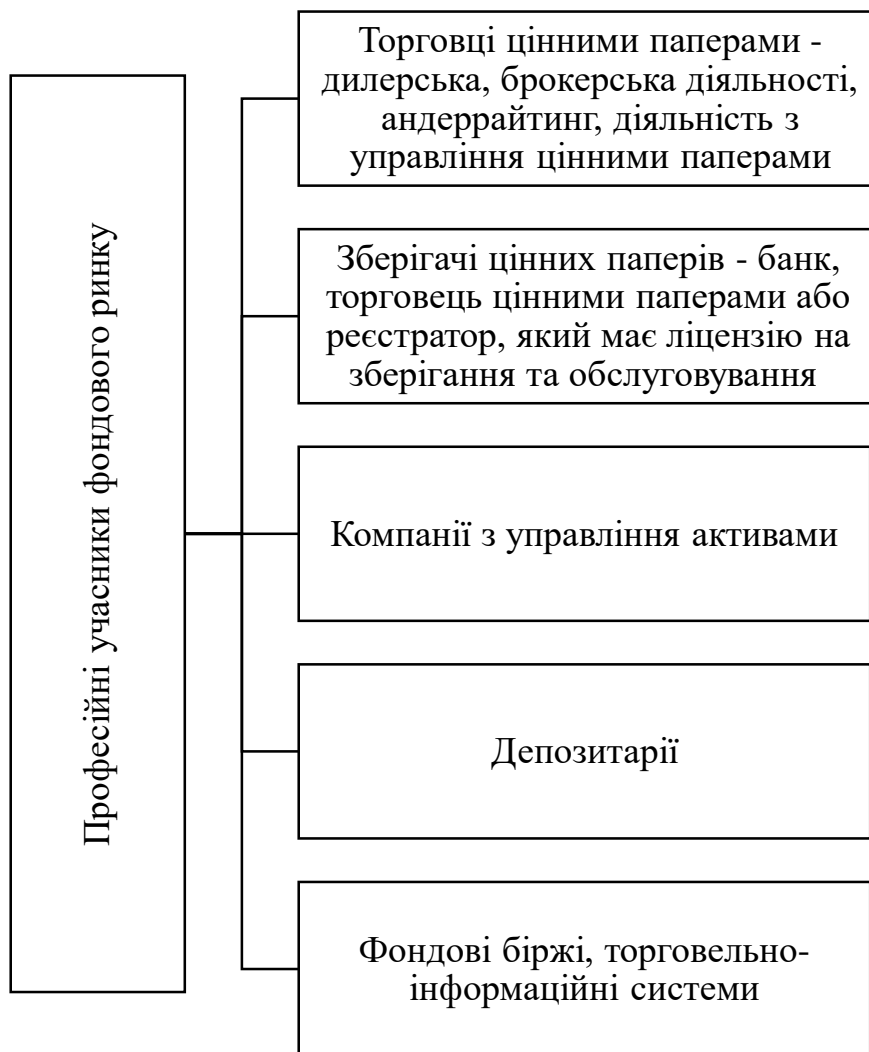 Професійні учасники фондового ринку
Торговці цінними паперами -
дилерська, брокерська діяльності,
андеррайтинг, діяльність з
управління цінними паперами
Зберігачі цінних паперів - банк,
торговець цінними паперами або
реєстратор, який має ліцензію на
зберігання та обслуговування
Компанії з управління активами
Депозитарії
Фондові біржі, торговельно-
інформаційні системи